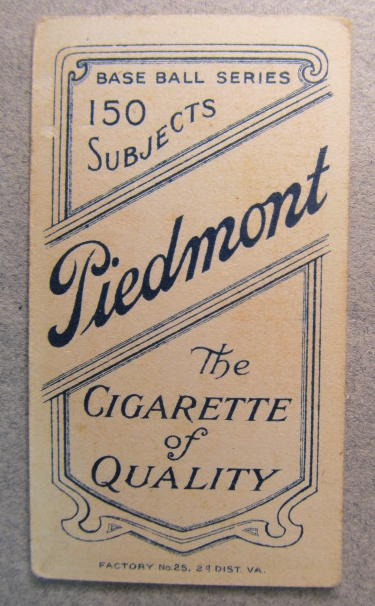 BASE BALL SERIES
150
SUBJECTS
Piedmont
The
CIGARETTE
of
QUALITY
FACTORY No. 25, 2d DIST. VA.